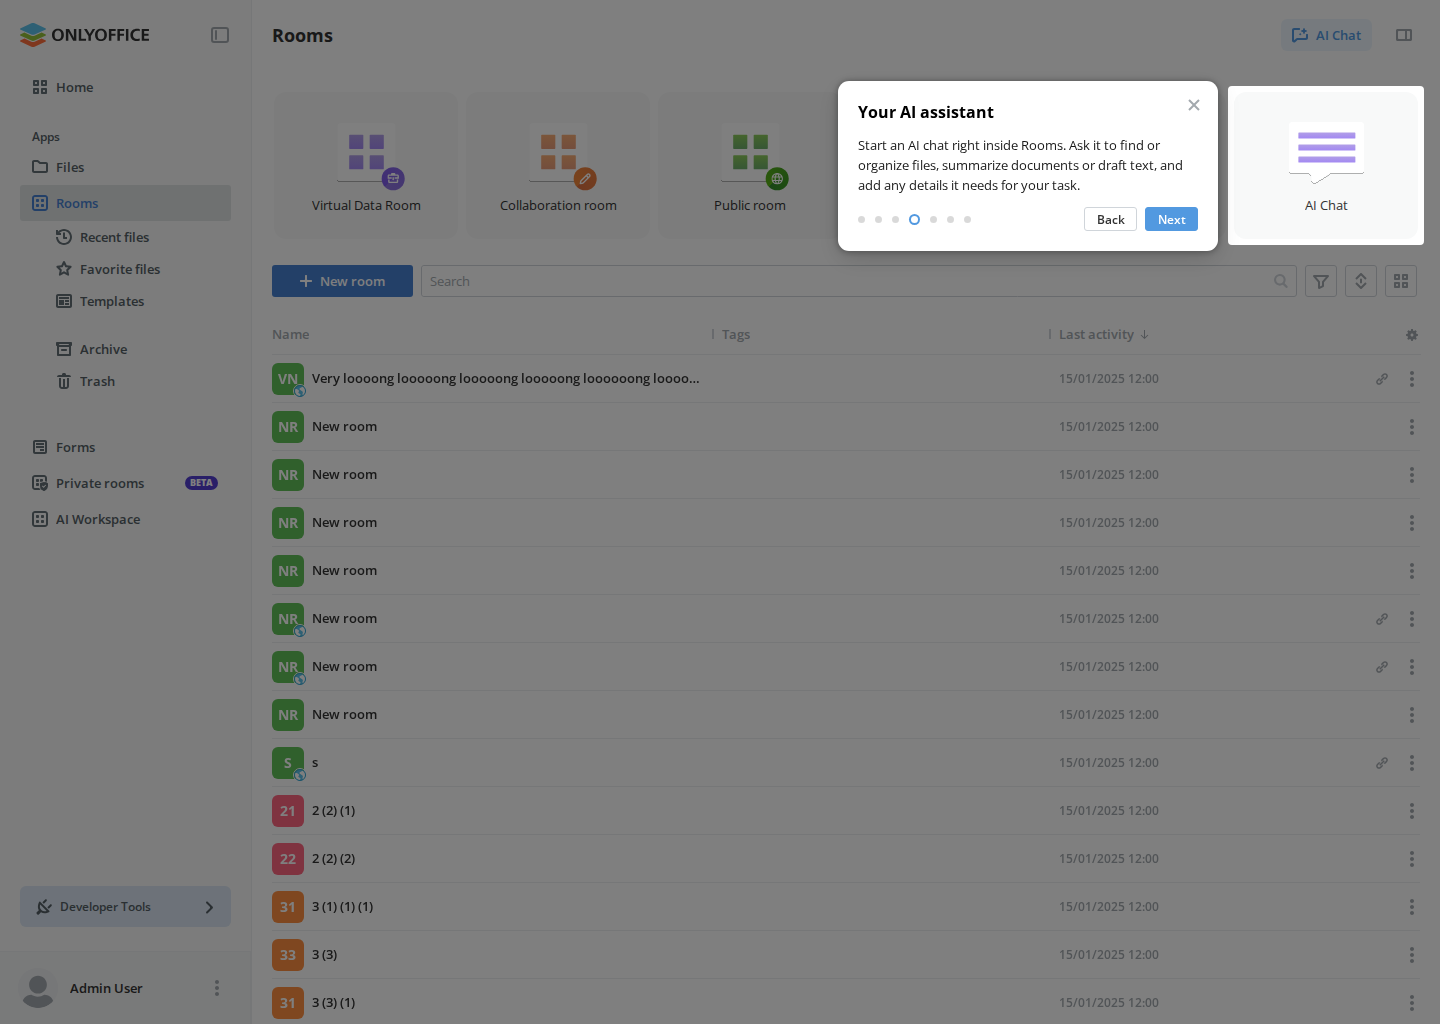 ONLYOFFICE
Rooms
AI Chat
Home
Apps
Files
Rooms
Recent files
Favorite files
Templates
Archive
Trash
Forms
Private rooms BETA
AI Workspace
Developer Tools
Admin User
Virtual Data Room
Collaboration room
Public room
Your AI assistant
Start an AI chat right inside Rooms. Ask it to find or
organize files, summarize documents or draft text, and
add any details it needs for your task.
Back Next
AI Chat
New room
Search
Name Tags Last activity
VN Very loooong looooong looooong looooong loooooong loooo... 15/01/2025 12:00
NR New room 15/01/2025 12:00
NR New room 15/01/2025 12:00
NR New room 15/01/2025 12:00
NR New room 15/01/2025 12:00
NR New room 15/01/2025 12:00
NR New room 15/01/2025 12:00
NR New room 15/01/2025 12:00
S s 15/01/2025 12:00
21 2 (2) (1) 15/01/2025 12:00
22 2 (2) (2) 15/01/2025 12:00
31 3 (1) (1) (1) 15/01/2025 12:00
33 3 (3) 15/01/2025 12:00
31 3 (3) (1) 15/01/2025 12:00